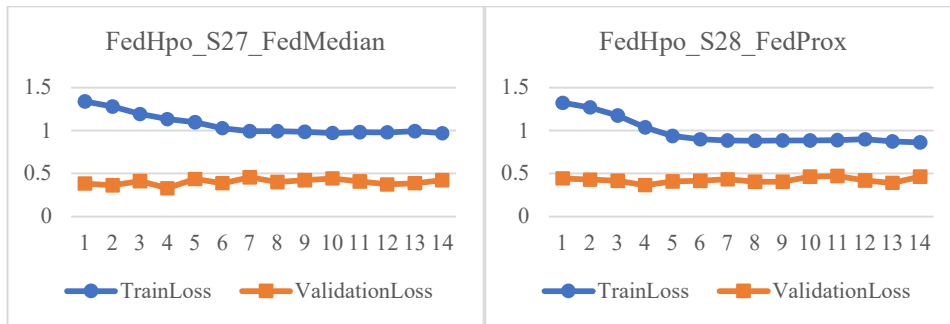 FedHpo_S27_FedMedian
1.5
1
0.5
0
1 2 3 4 5 6 7 8 9 10 11 12 13 14
TrainLoss ValidationLoss
FedHpo_S28_FedProx
1.5
1
0.5
0
1 2 3 4 5 6 7 8 9 10 11 12 13 14
TrainLoss ValidationLoss